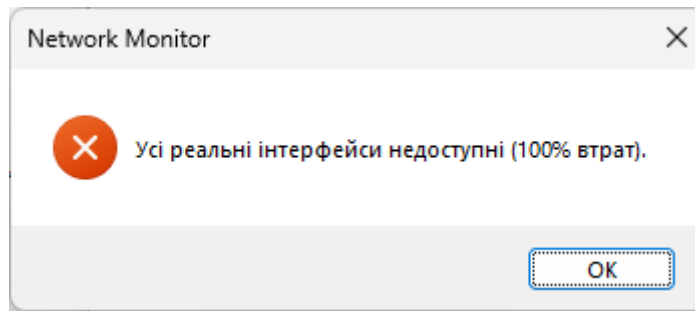 Network Monitor
Усі реальні інтерфейси недоступні (100% втрат).
OK